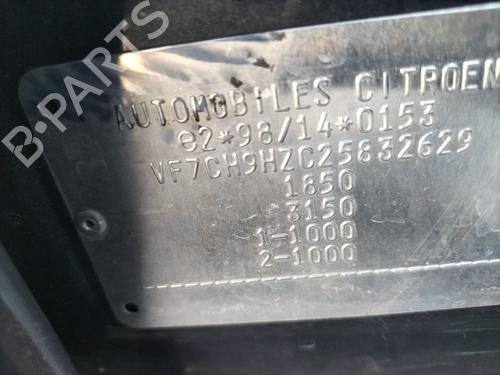 B-PARTS
AUTOMOBILES CITROEN
e2*98/14*0153
VF7CH9HZC25832629
1850
3150
1-1000
2-1000